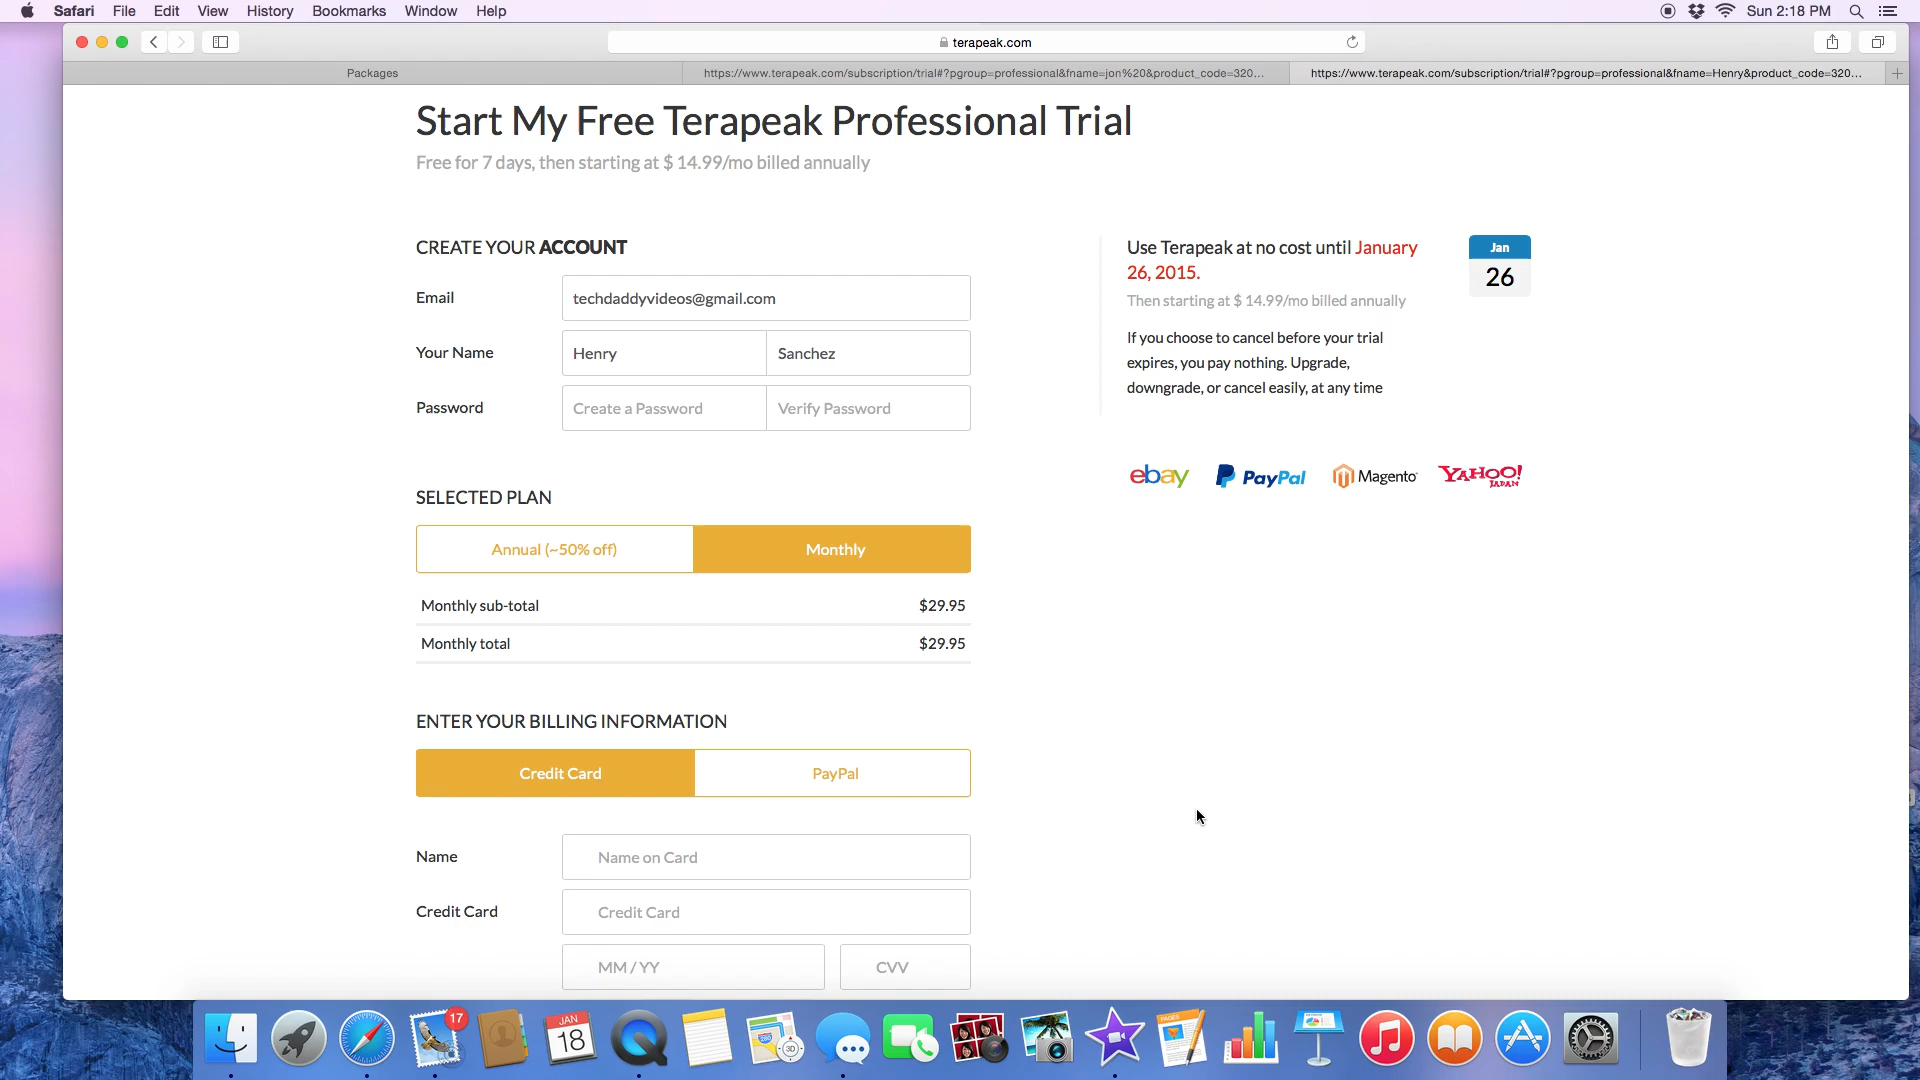 Safari File Edit View History Bookmarks Window Help
Sun 2:18 PM
terapeak.com
Packages
https://www.terapeak.com/subscription/trial#?pgroup=professional&fname=jon%20&product_code=320...
https://www.terapeak.com/subscription/trial#?pgroup=professional&fname=Henry&product_code=320...
Start My Free Terapeak Professional Trial
Free for 7 days, then starting at $ 14.99/mo billed annually
CREATE YOUR ACCOUNT
Email
techdaddyvideos@gmail.com
Your Name
Henry
Sanchez
Password
Create a Password
Verify Password
Use Terapeak at no cost until January
26, 2015.
Then starting at $ 14.99/mo billed annually
If you choose to cancel before your trial
expires, you pay nothing. Upgrade,
downgrade, or cancel easily, at any time
Jan
26
ebay
PayPal
Magento
YAHOO!
JAPAN
SELECTED PLAN
Annual (~50% off)
Monthly
Monthly sub-total
$29.95
Monthly total
$29.95
ENTER YOUR BILLING INFORMATION
Credit Card
PayPal
Name
Name on Card
Credit Card
Credit Card
MM / YY
CVV
17
JAN
18
280
3D
PAGES